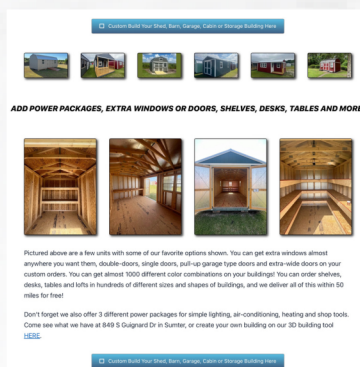 Custom Build Your Shed, Barn, Garage, Cabin or Storage Building Here
ADD POWER PACKAGES, EXTRA WINDOWS OR DOORS, SHELVES, DESKS, TABLES AND MORE
Pictured above are a few units with some of our favorite options shown. You can get extra windows almost
anywhere you want them, double-doors, single doors, pull-up garage type doors and extra-wide doors on your
custom orders. You can get almost 1000 different color combinations on your buildings! You can order shelves,
desks, tables and lofts in hundreds of different sizes and shapes of buildings, and we deliver all of this within 50
miles for free!
Don't forget we also offer 3 different power packages for simple lighting, air-conditioning, heating and shop tools.
Come see what we have at 849 S Guignard Dr in Sumter, or create your own building on our 3D building tool
HERE.
Custom Build Your Shed, Barn, Garage, Cabin or Storage Building Here